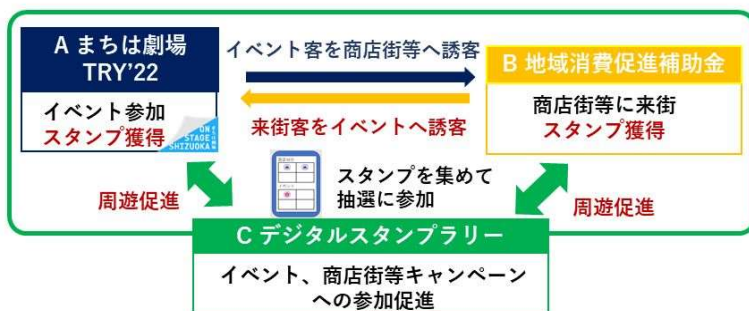 A まちは劇場
TRY'22
イベント参加
スタンプ獲得
ON
STAGE
SHIZUOKA
イベント客を商店街等へ誘客
来街客をイベントへ誘客
B 地域消費促進補助金
商店街等に来街
スタンプ獲得
周遊促進
スタンプを集めて
抽選に参加
周遊促進
C デジタルスタンプラリー
イベント、商店街等キャンペーン
への参加促進